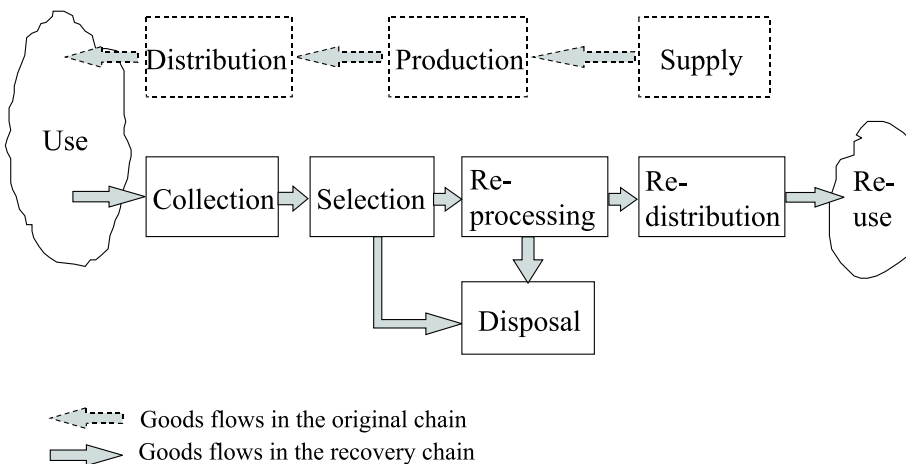 Distribution
Production
Supply
Use
Collection
Selection
Re-
processing
Re-
distribution
Re-
use
Disposal
Goods flows in the original chain
Goods flows in the recovery chain